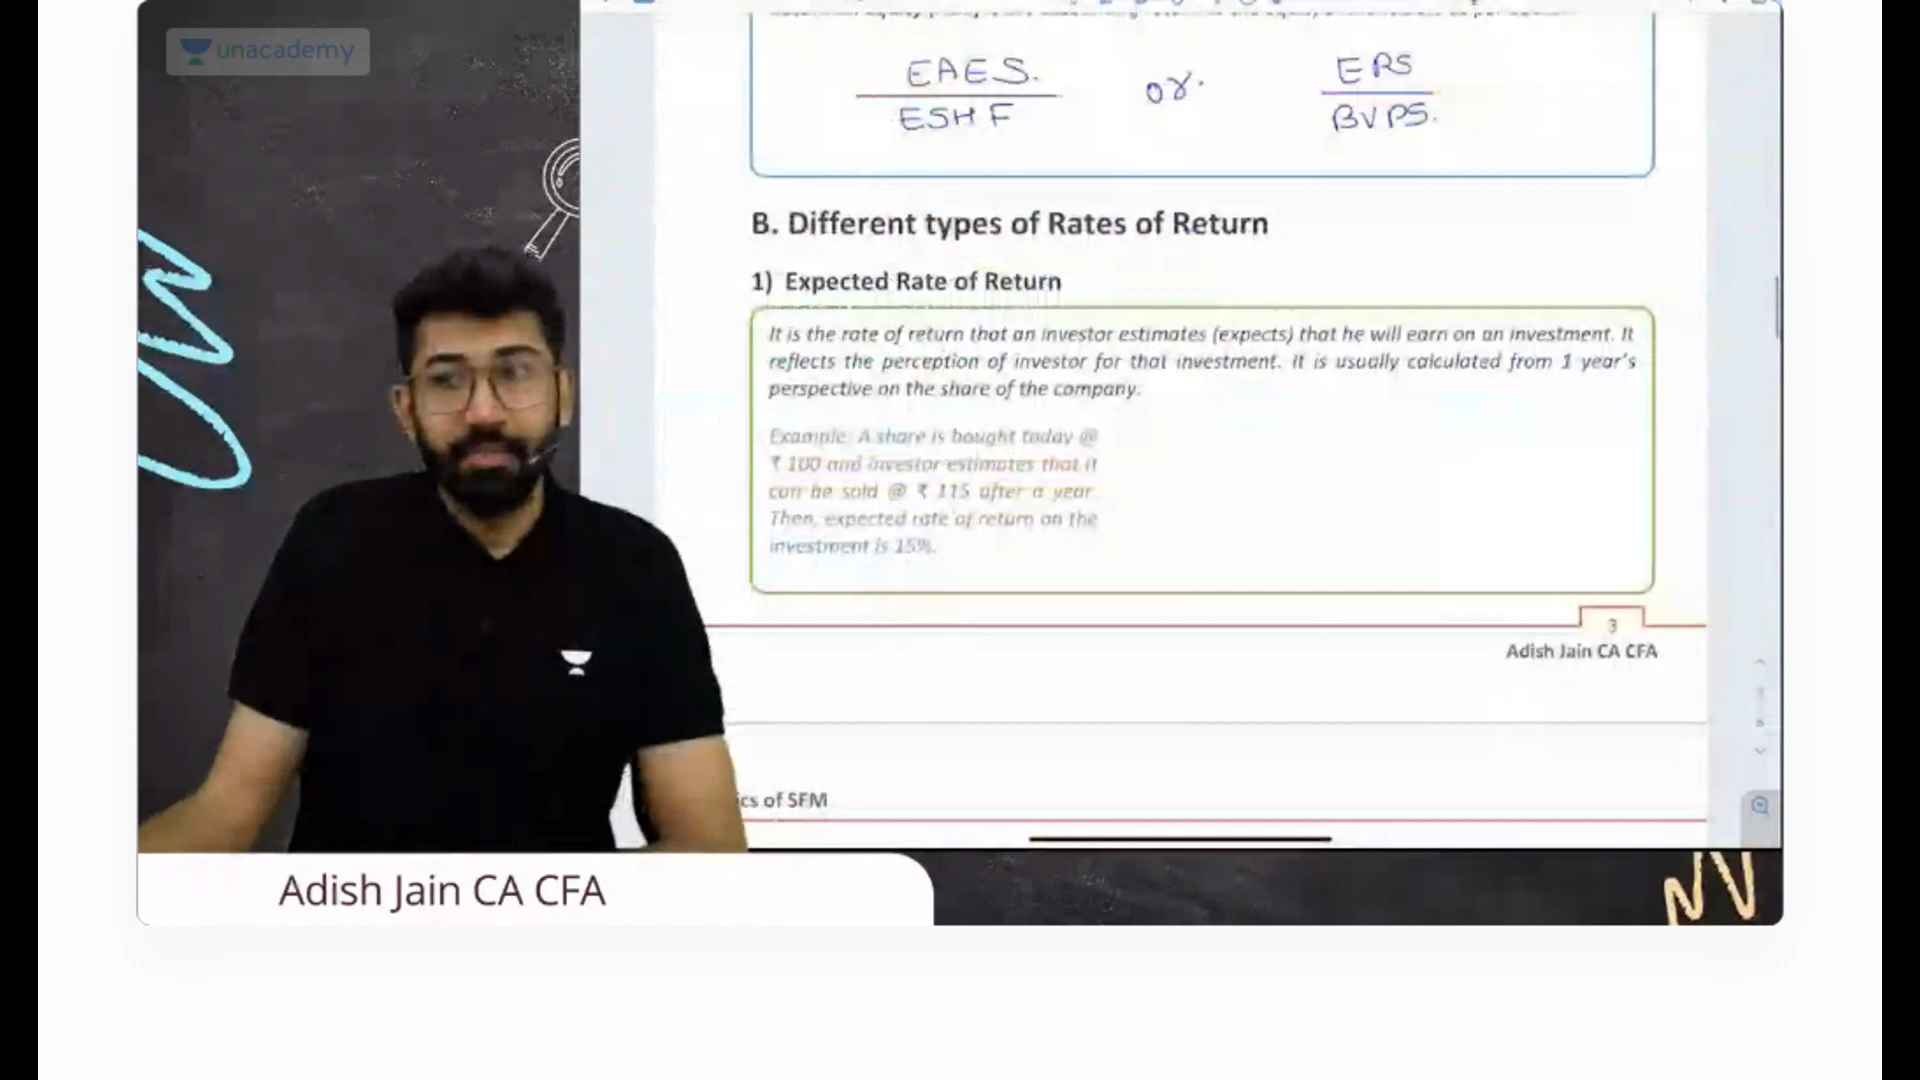 unacademy
EAES.
ESHF
or.
EPS
BVPS.
B. Different types of Rates of Return
1) Expected Rate of Return
It is the rate of return that an investor estimates (expects) that he will earn on an investment. It
reflects the perception of investor for that investment. It is usually calculated from 1 year's
perspective on the share of the company.
Example: A share is bought today @
₹ 100 and investor estimates that it
can be sold @ ₹ 115 after a year.
Then, expected rate of return on the
investment is 15%.
3
Adish Jain CA CFA
ics of SFM
Adish Jain CA CFA